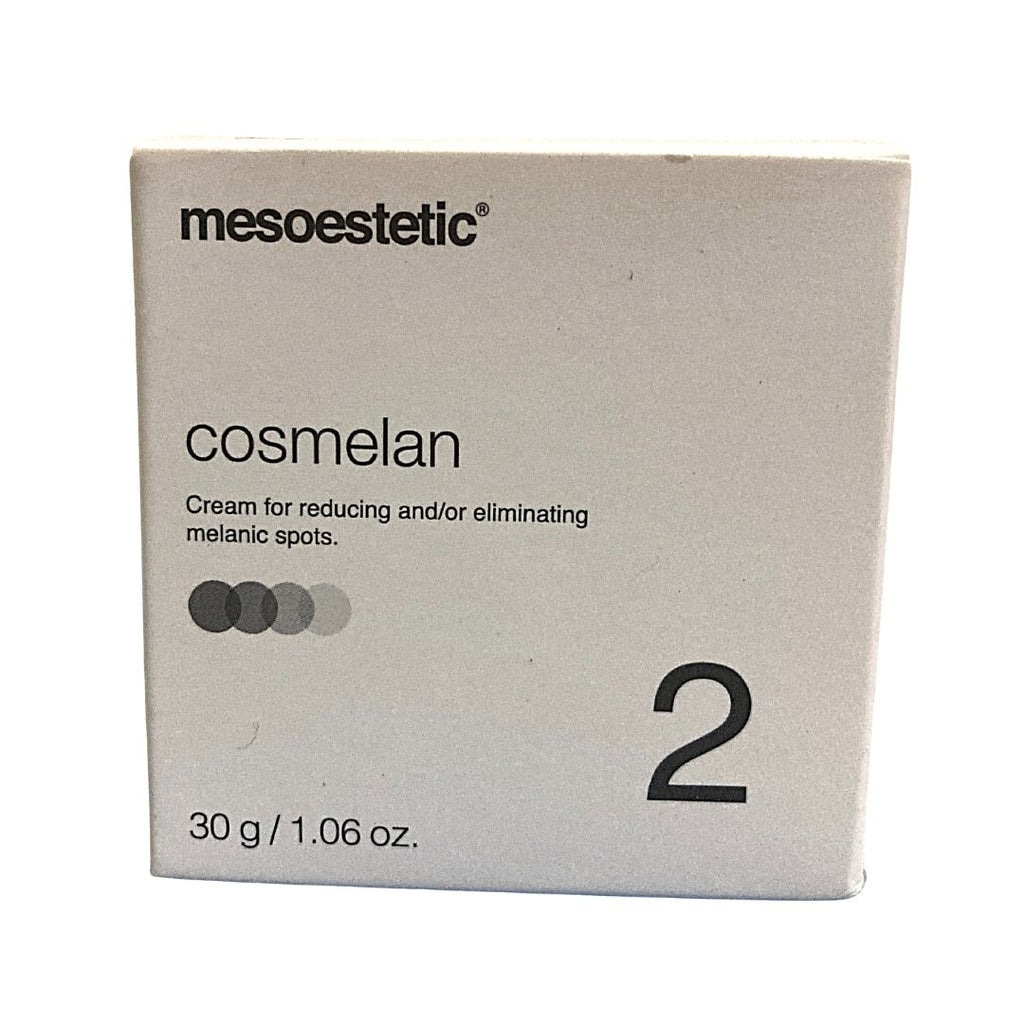 mesoestetic®
cosmelan
Cream for reducing and/or eliminating
melanic spots.
2
30 g / 1.06 oz.